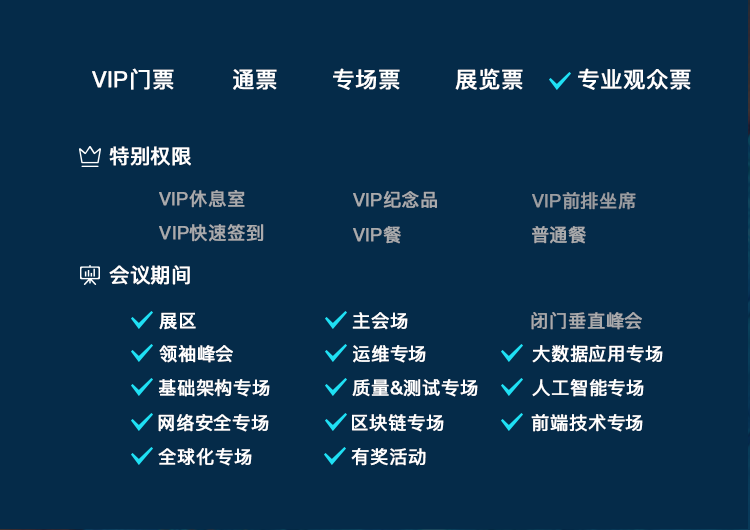 VIP门票 通票 专场票 展览票 专业观众票
特别权限
VIP休息室 VIP纪念品 VIP前排坐席
VIP快速签到 VIP餐 普通餐
会议期间
展区 主会场 闭门垂直峰会
领袖峰会 运维专场 大数据应用专场
基础架构专场 质量&测试专场 人工智能专场
网络安全专场 区块链专场 前端技术专场
全球化专场 有奖活动